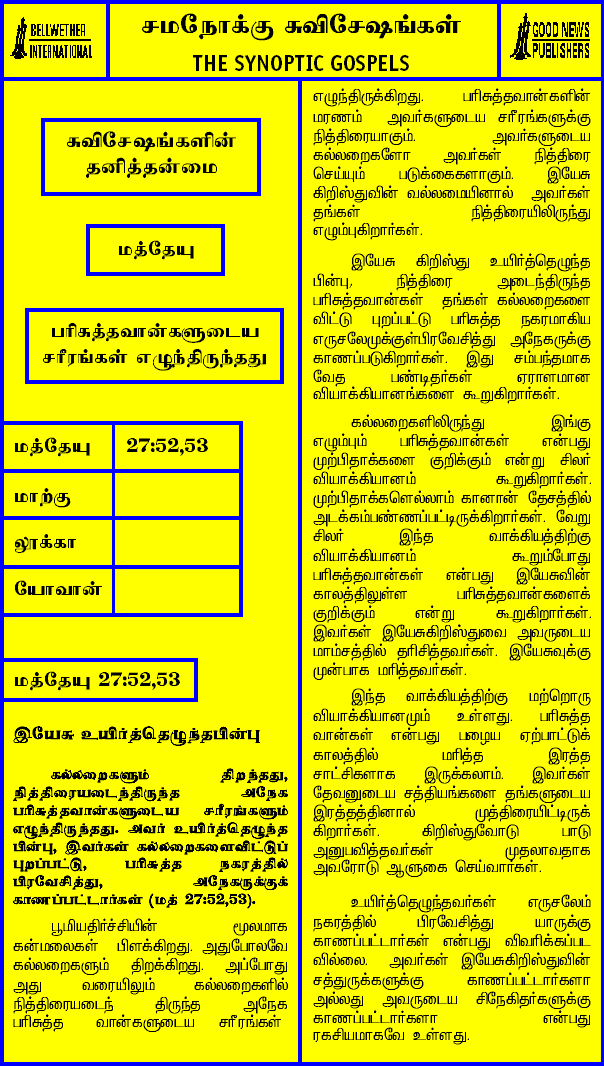 BELLWETHER
INTERNATIONAL
சமநோக்கு சுவிசேஷங்கள்
THE SYNOPTIC GOSPELS
GOOD NEWS
PUBLISHERS
சுவிசேஷங்களின்
தனித்தன்மை
மத்தேயு
பரிசுத்தவான்களுடைய
சரீரங்கள் எழுந்திருந்தது
மத்தேயு 27:52,53
மாற்கு
லூக்கா
யோவான்
மத்தேயு 27:52,53
இயேசு உயிர்த்தெழுந்தபின்பு
கல்லறைகளும் திறந்தது,
நித்திரையடைந்திருந்த அநேக
பரிசுத்தவான்களுடைய சரீரங்களும்
எழுந்திருந்தது. அவர் உயிர்த்தெழுந்த
பின்பு, இவர்கள் கல்லறைகளைவிட்டுப்
புறப்பட்டு, பரிசுத்த நகரத்தில்
பிரவேசித்து, அநேகருக்குக்
காணப்பட்டார்கள் (மத் 27:52,53).
பூமியதிர்ச்சியின் மூலமாக
கன்மலைகள் பிளக்கிறது. அதுபோலவே
கல்லறைகளும் திறக்கிறது. அப்போது
அது வரையிலும் கல்லறைகளில்
நித்திரையடைந் திருந்த அநேக
பரிசுத்த வான்களுடைய சரீரங்கள்
எழுந்திருக்கிறது. பரிசுத்தவான்களின்
மரணம் அவர்களுடைய சரீரங்களுக்கு
நித்திரையாகும். அவர்களுடைய
கல்லறைகளோ அவர்கள் நித்திரை
செய்யும் படுக்கைகளாகும். இயேசு
கிறிஸ்துவின் வல்லமையினால் அவர்கள்
தங்கள் நித்திரையிலிருந்து
எழும்புகிறார்கள்.
இயேசு கிறிஸ்து உயிர்த்தெழுந்த
பின்பு, நித்திரை அடைந்திருந்த
பரிசுத்தவான்கள் தங்கள் கல்லறைகளை
விட்டு புறப்பட்டு பரிசுத்த நகரமாகிய
எருசலேமுக்குள்பிரவேசித்து அநேகருக்கு
காணப்படுகிறார்கள். இது சம்பந்தமாக
வேத பண்டிதர்கள் ஏராளமான
வியாக்கியானங்களை கூறுகிறார்கள்.
கல்லறைகளிலிருந்து இங்கு
எழும்பும் பரிசுத்தவான்கள் என்பது
முற்பிதாக்களை குறிக்கும் என்று சிலர்
வியாக்கியானம் கூறுகிறார்கள்.
முற்பிதாக்களெல்லாம் கானான் தேசத்தில்
அடக்கம்பண்ணப்பட்டிருக்கிறார்கள். வேறு
சிலர் இந்த வாக்கியத்திற்கு
வியாக்கியானம் கூறும்போது
பரிசுத்தவான்கள் என்பது இயேசுவின்
காலத்திலுள்ள பரிசுத்தவான்களைக்
குறிக்கும் என்று கூறுகிறார்கள்.
இவர்கள் இயேசுகிறிஸ்துவை அவருடைய
மாம்சத்தில் தரிசித்தவர்கள். இயேசுவுக்கு
முன்பாக மரித்தவர்கள்.
இந்த வாக்கியத்திற்கு மற்றொரு
வியாக்கியானமும் உள்ளது. பரிசுத்த
வான்கள் என்பது பழைய ஏற்பாட்டுக்
காலத்தில் மரித்த இரத்த
சாட்சிகளாக இருக்கலாம். இவர்கள்
தேவனுடைய சத்தியங்களை தங்களுடைய
இரத்தத்தினால் முத்திரையிட்டிருக்
கிறார்கள். கிறிஸ்துவோடு பாடு
அனுபவித்தவர்கள் முதலாவதாக
அவரோடு ஆளுகை செய்வார்கள்.
உயிர்த்தெழுந்தவர்கள் எருசலேம்
நகரத்தில் பிரவேசித்து யாருக்கு
காணப்பட்டார்கள் என்பது விவரிக்கப்பட
வில்லை. அவர்கள் இயேசுகிறிஸ்துவின்
சத்துருக்களுக்கு காணப்பட்டார்களா
அல்லது அவருடைய சிநேகிதர்களுக்கு
காணப்பட்டார்களா என்பது
ரகசியமாகவே உள்ளது.